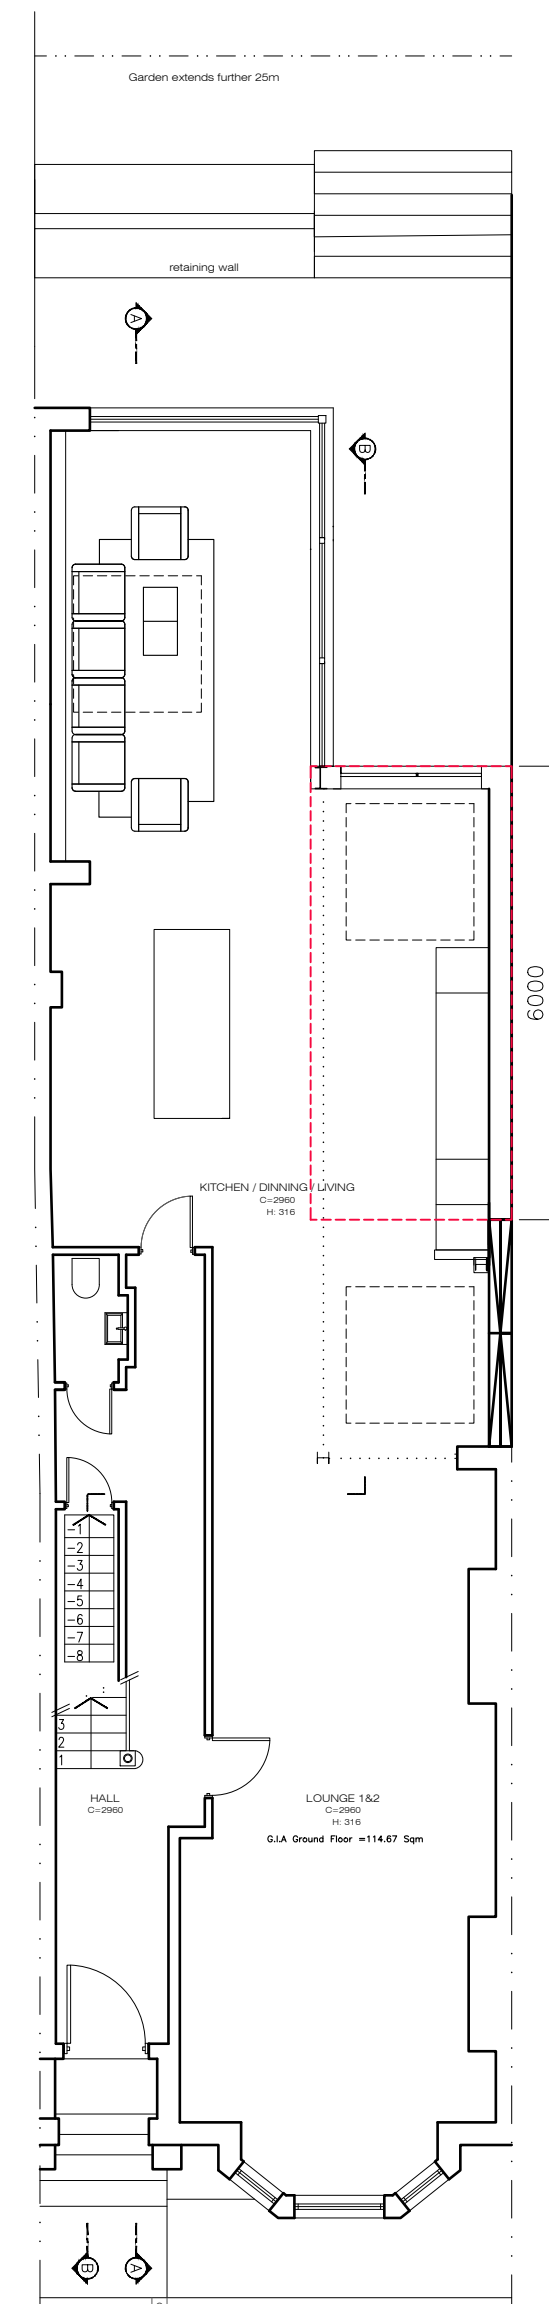 Garden extends further 25m
retaining wall
A
B
6000
KITCHEN / DINNING / LIVING
C=2960
H: 316
-1
-2
-3
-4
-5
-6
-7
-8
3
2
1
HALL
C=2960
LOUNGE 1&2
C=2960
H: 316
G.I.A Ground Floor =114.67 Sqm
B
A